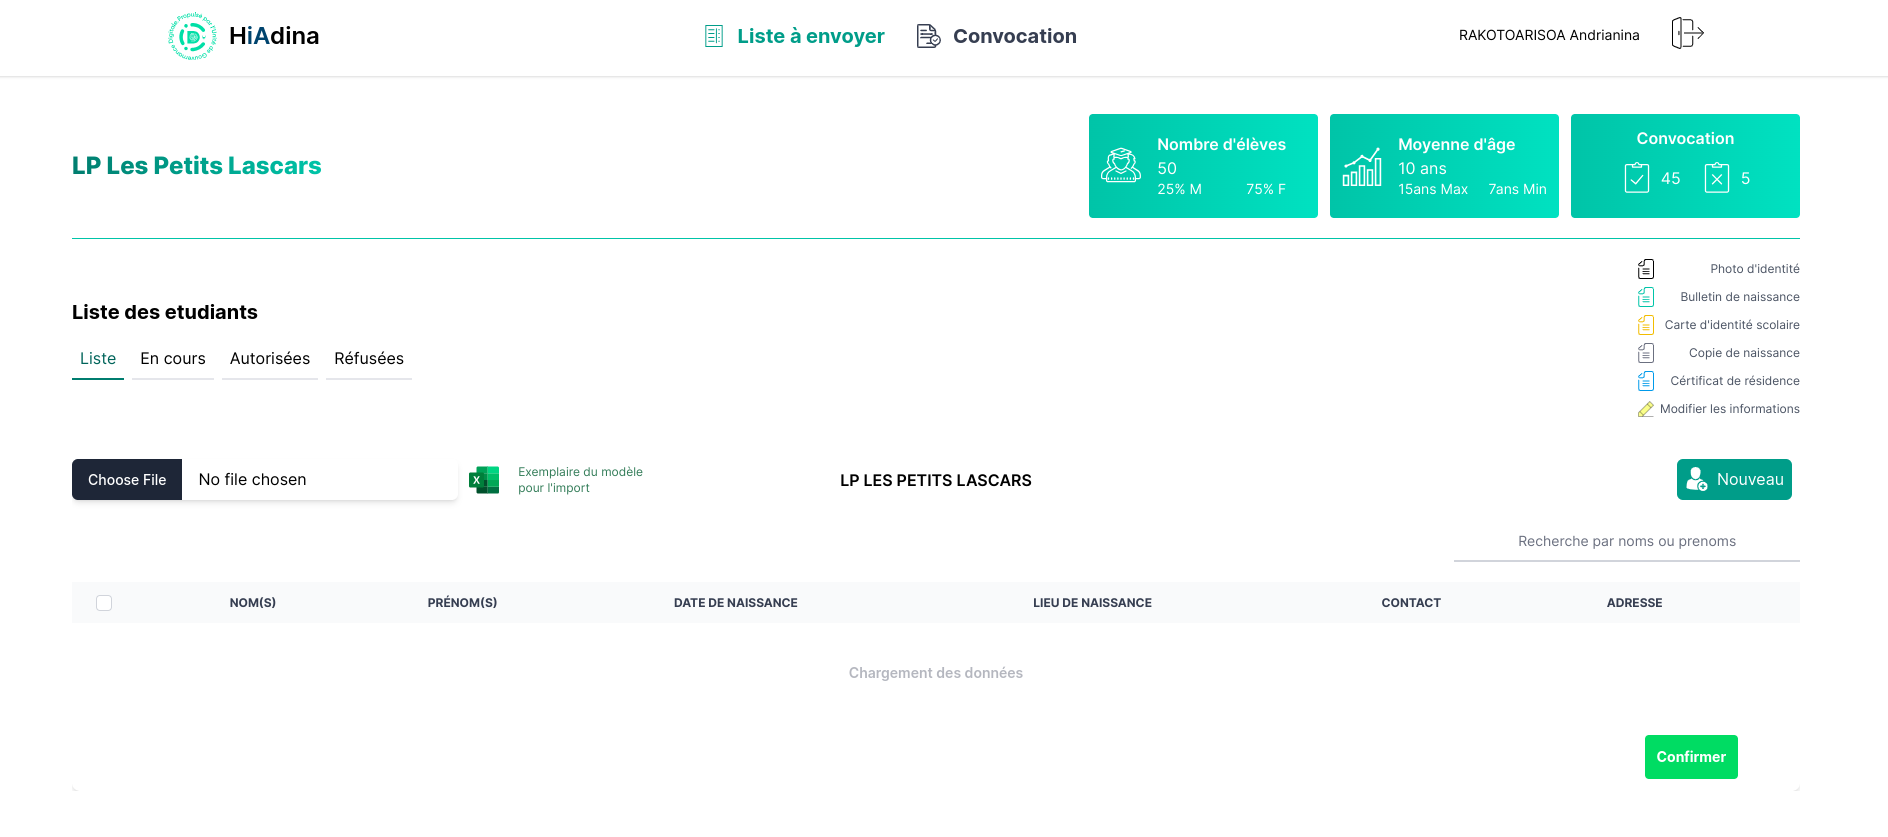 HiAdina
Liste à envoyer
Convocation
RAKOTOARISOA Andrianina
LP Les Petits Lascars
Nombre d'élèves
50
25% M 75% F
Moyenne d'âge
10 ans
15ans Max 7ans Min
Convocation
45 5
Photo d'identité
Bulletin de naissance
Carte d'identité scolaire
Copie de naissance
Cértificat de résidence
Modifier les informations
Liste des etudiants
Liste En cours Autorisées Réfusées
Choose File No file chosen
Exemplaire du modèle
pour l'import
LP LES PETITS LASCARS
Nouveau
Recherche par noms ou prenoms
NOM(S) PRÉNOM(S) DATE DE NAISSANCE LIEU DE NAISSANCE CONTACT ADRESSE
Chargement des données
Confirmer